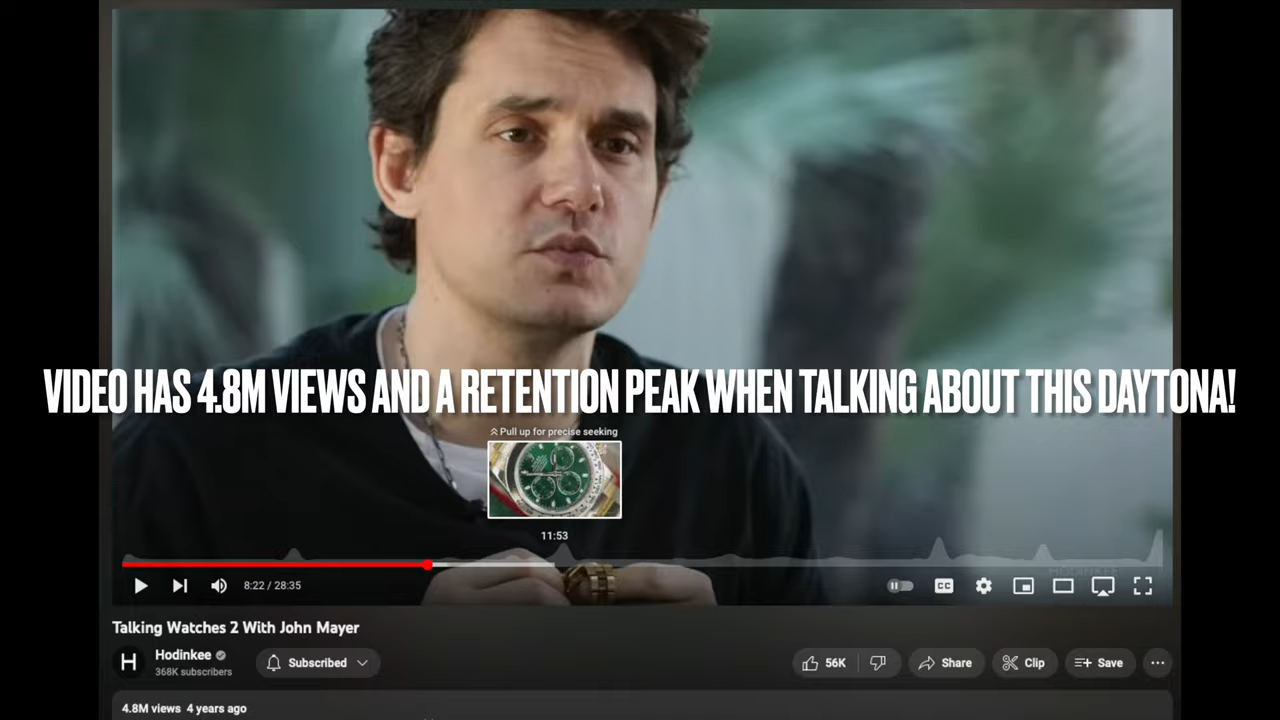 VIDEO HAS 4.8M VIEWS AND A RETENTION PEAK WHEN TALKING ABOUT THIS DAYTONA!
Pull up for precise seeking
11:53
HODINKEE
8:22 / 28:35
CC
Talking Watches 2 With John Mayer
H
Hodinkee
368K subscribers
Subscribed
56K
Share
Clip
Save
4.8M views 4 years ago